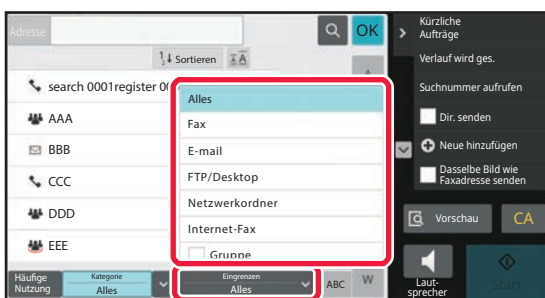 Adresse
OK
Sortieren
search 0001register 00
AAA
BBB
CCC
DDD
EEE
Alles
Fax
E-mail
FTP/Desktop
Netzwerkordner
Internet-Fax
Gruppe
Häufige
Nutzung
Kategorie
Alles
Eingrenzen
Alles
ABC
W
Kürzliche
Aufträge
Verlauf wird ges.
Suchnummer aufrufen
Dir. senden
Neue hinzufügen
Dasselbe Bild wie
Faxadresse senden
Vorschau
CA
Laut-
sprecher
Start